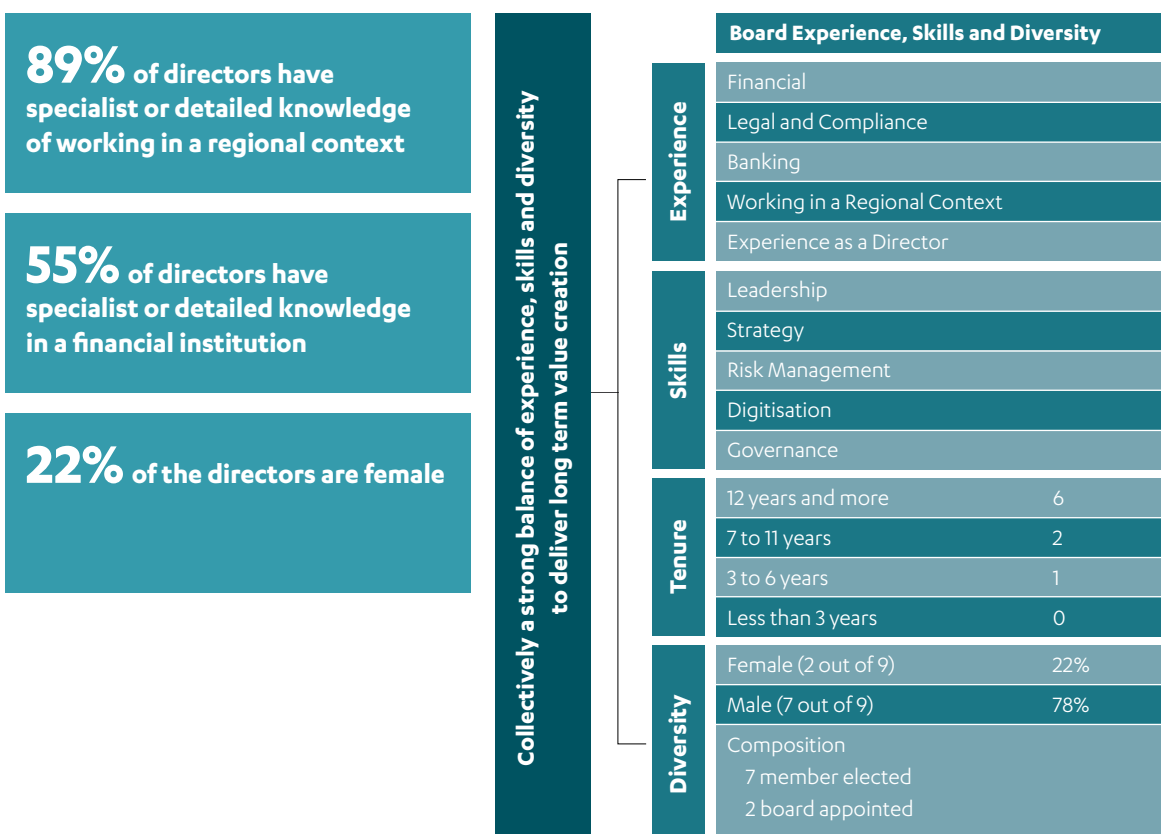 89% of directors have
specialist or detailed knowledge
of working in a regional context
55% of directors have
specialist or detailed knowledge
in a financial institution
22% of the directors are female
Collectively a strong balance of experience, skills and diversity
to deliver long term value creation
Board Experience, Skills and Diversity
Experience
Financial
Legal and Compliance
Banking
Working in a Regional Context
Experience as a Director
Skills
Leadership
Strategy
Risk Management
Digitisation
Governance
Tenure
12 years and more 6
7 to 11 years 2
3 to 6 years 1
Less than 3 years 0
Diversity
Female (2 out of 9) 22%
Male (7 out of 9) 78%
Composition
7 member elected
2 board appointed